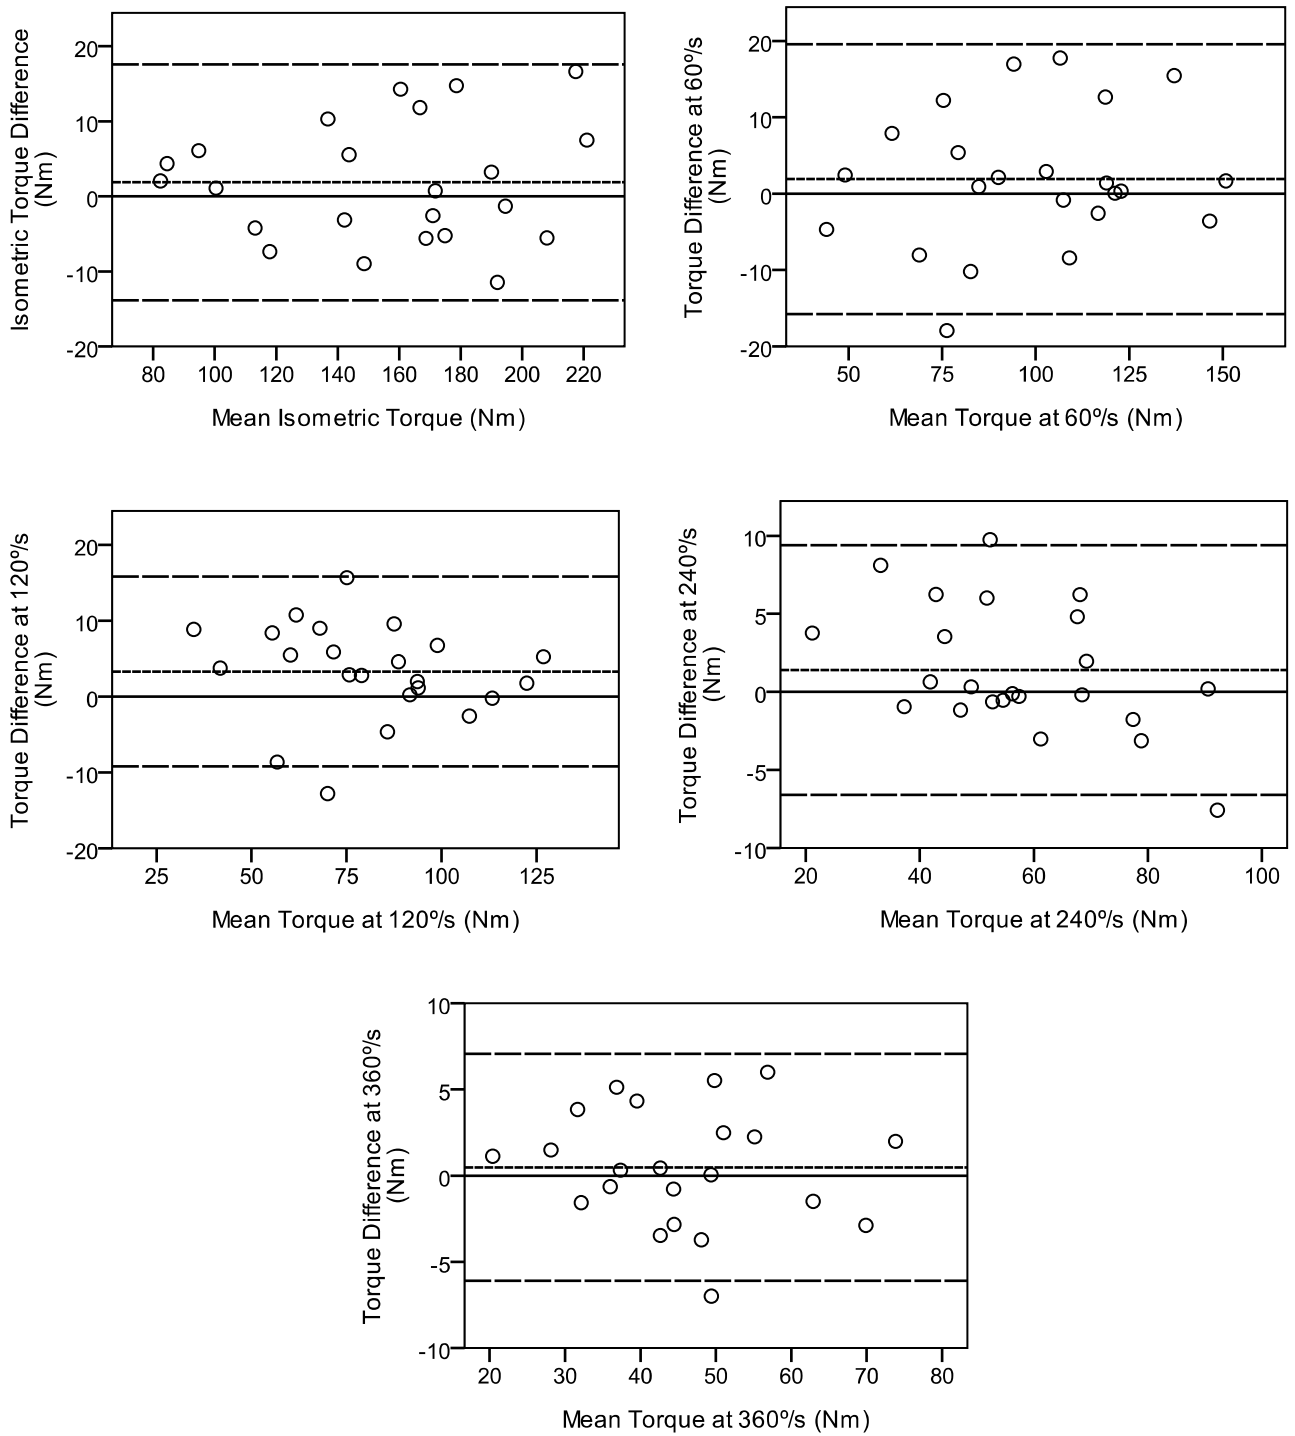 Isometric Torque Difference
(Nm)
20
10
0
-10
-20
80 100 120 140 160 180 200 220
Mean Isometric Torque (Nm)
Torque Difference at 60º/s
(Nm)
20
10
0
-10
-20
50 75 100 125 150
Mean Torque at 60º/s (Nm)
Torque Difference at 120º/s
(Nm)
20
10
0
-10
-20
25 50 75 100 125
Mean Torque at 120º/s (Nm)
Torque Difference at 240º/s
(Nm)
10
5
0
-5
-10
20 40 60 80 100
Mean Torque at 240º/s (Nm)
Torque Difference at 360º/s
(Nm)
10
5
0
-5
-10
20 30 40 50 60 70 80
Mean Torque at 360º/s (Nm)